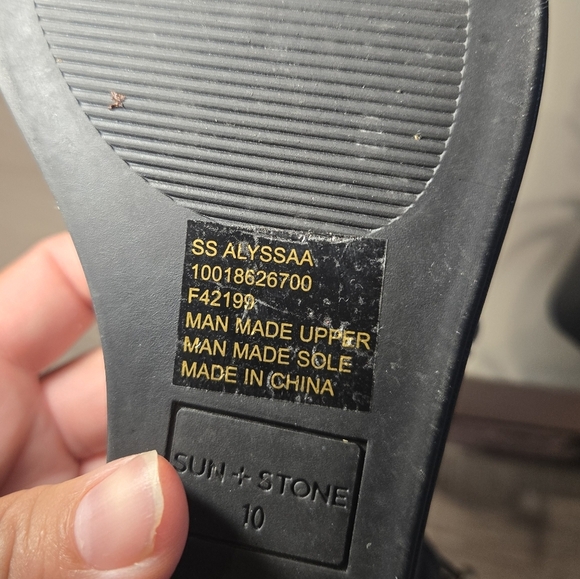 SS ALYSSAA
10018626700
F42199
MAN MADE UPPER
MAN MADE SOLE
MADE IN CHINA
SUN + STONE
10